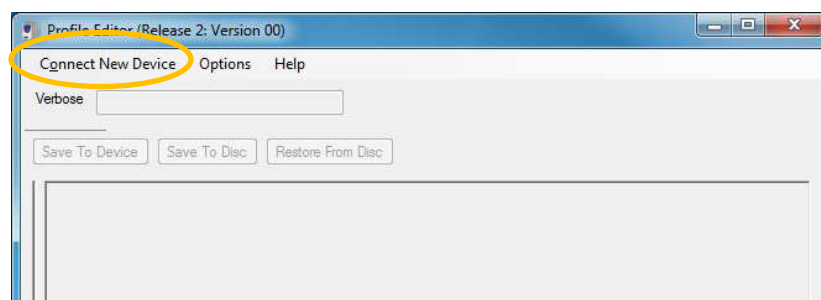 Profile Editor (Release 2: Version 00)
Connect New Device Options Help
Verbose
Save To Device Save To Disc Restore From Disc